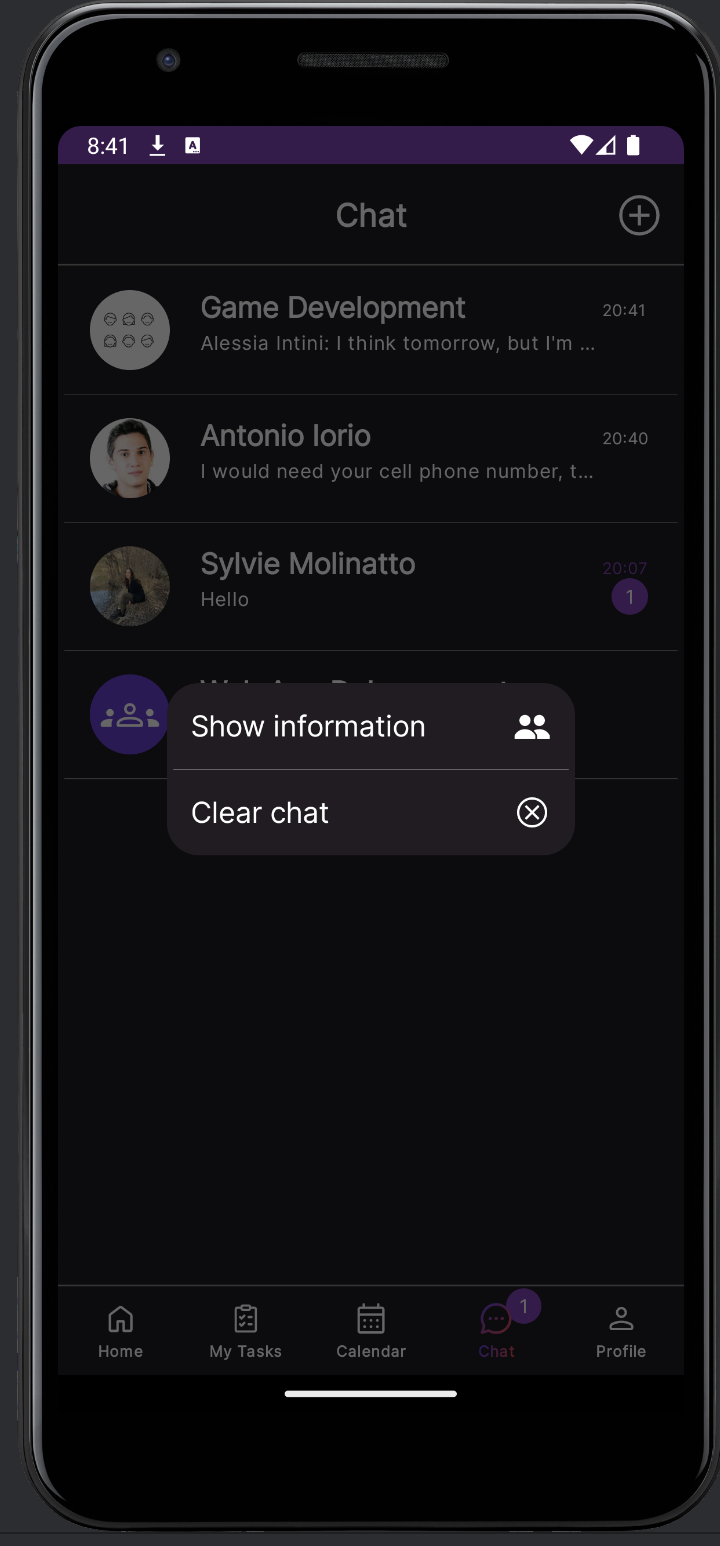 8:41
Chat
Game Development
20:41
Alessia Intini: I think tomorrow, but I'm ...
Antonio Iorio
20:40
I would need your cell phone number, t...
Sylvie Molinatto
20:07
Hello
1
Show information
Clear chat
1
Home
My Tasks
Calendar
Chat
Profile